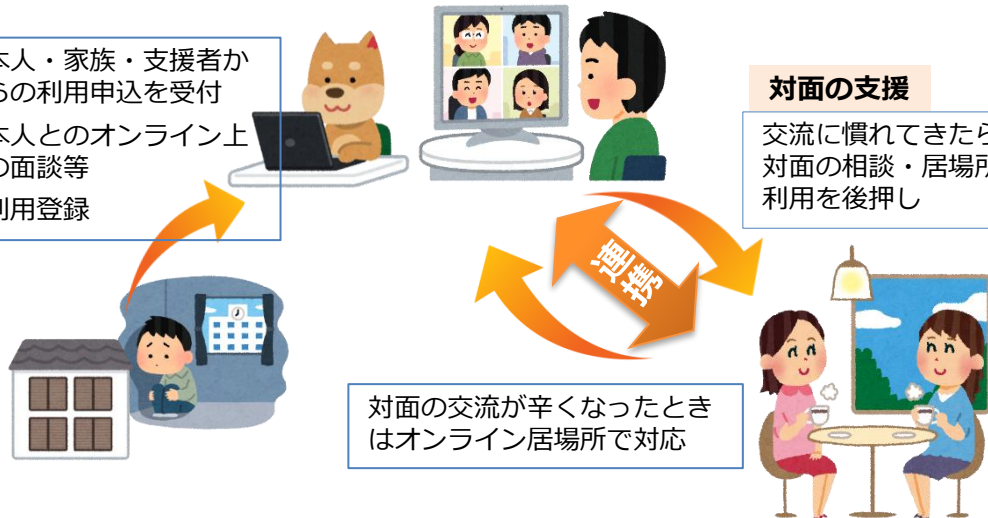 本人・家族・支援者か
らの利用申込を受付
本人とのオンライン上
の面談等
利用登録
対面の支援
交流に慣れてきたら
対面の相談・居場所
利用を後押し
連携
対面の交流が辛くなったとき
はオンライン居場所で対応